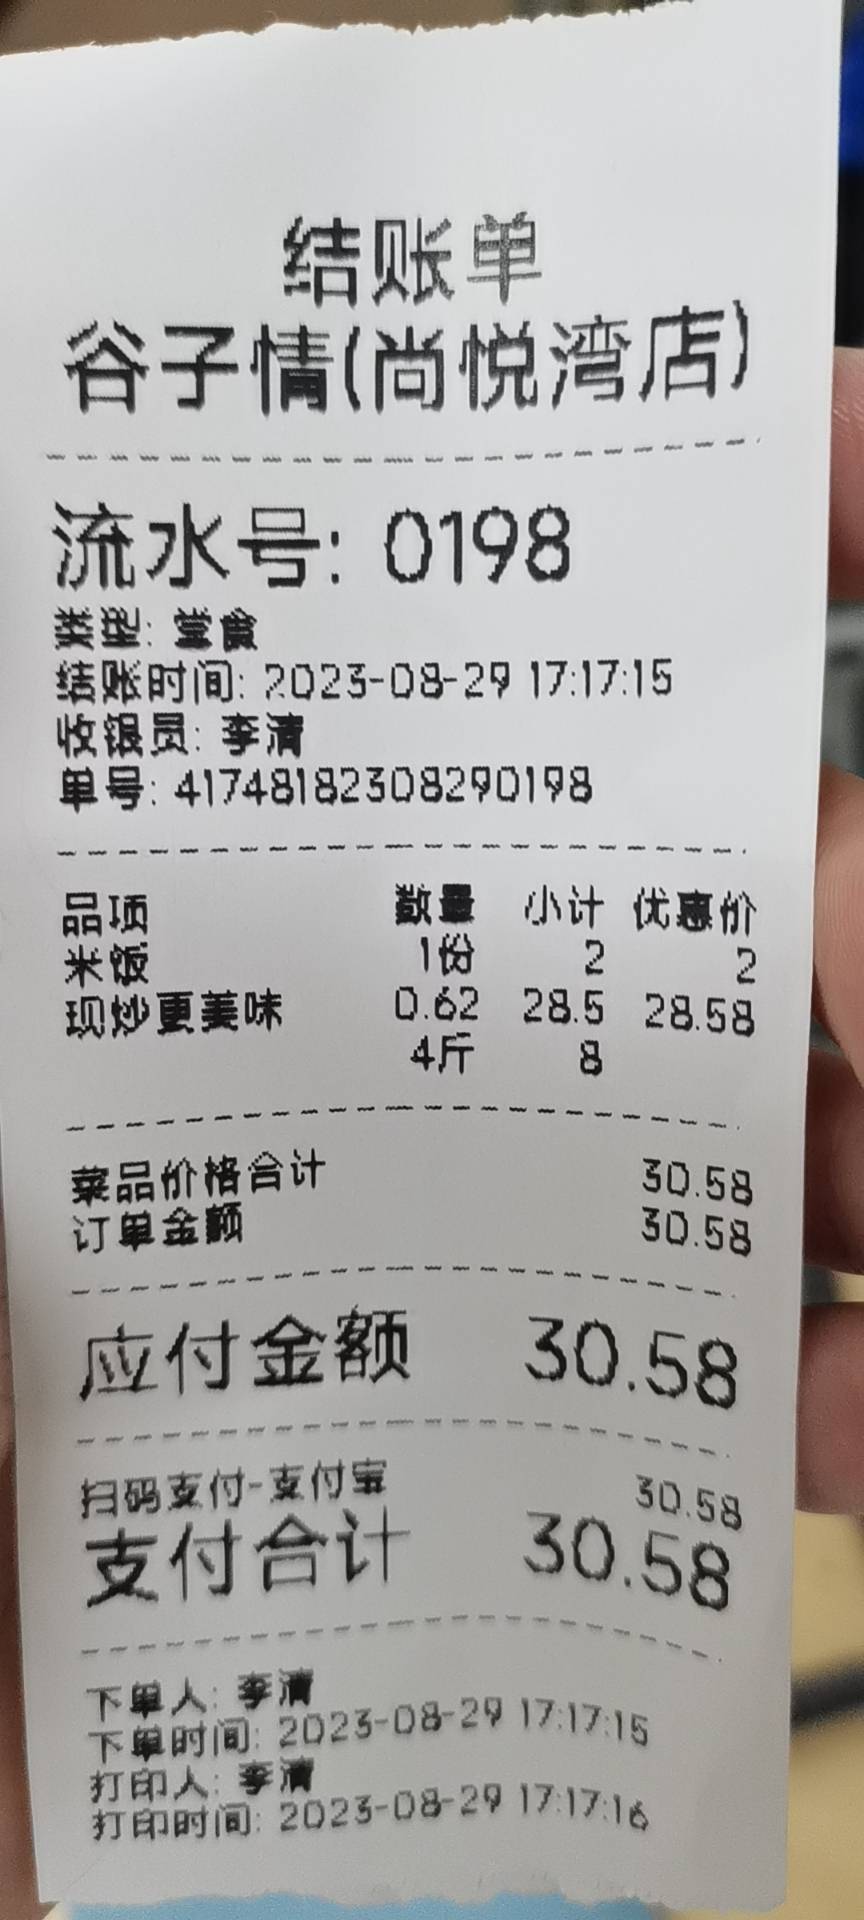 结账单
谷子情(尚悦湾店)
流水号: 0198
类型: 堂食
结账时间: 2023-08-29 17:17:15
收银员: 李清
单号: 41748182308290198
品项 数量 小计 优惠价
米饭 1份 2 2
现炒更美味 0.62 28.5 28.58
4斤 8
菜品价格合计 30.58
订单金额 30.58
应付金额 30.58
扫码支付-支付宝 30.58
支付合计 30.58
下单人: 李清
下单时间: 2023-08-29 17:17:15
打印人: 李清
打印时间: 2023-08-29 17:17:16